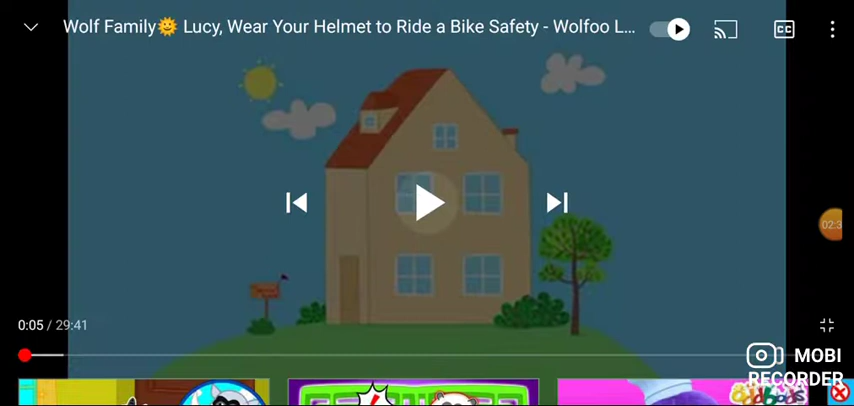 Wolf Family🌞 Lucy, Wear Your Helmet to Ride a Bike Safety - Wolfoo L...
CC
02:3
0:05 / 29:41
MOBI
RECORDER
Oddbods